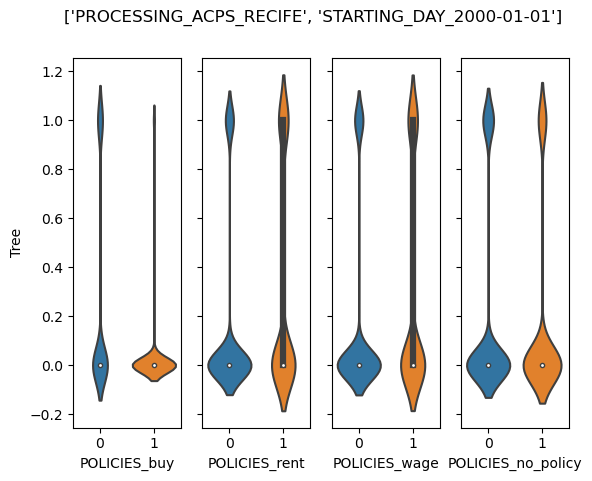 ['PROCESSING_ACPS_RECIFE', 'STARTING_DAY_2000-01-01']
1.2
1.0
0.8
0.6
0.4
0.2
0.0
−0.2
Tree
0 1 0 1 0 1 0 1
POLICIES_buy POLICIES_rent POLICIES_wage POLICIES_no_policy